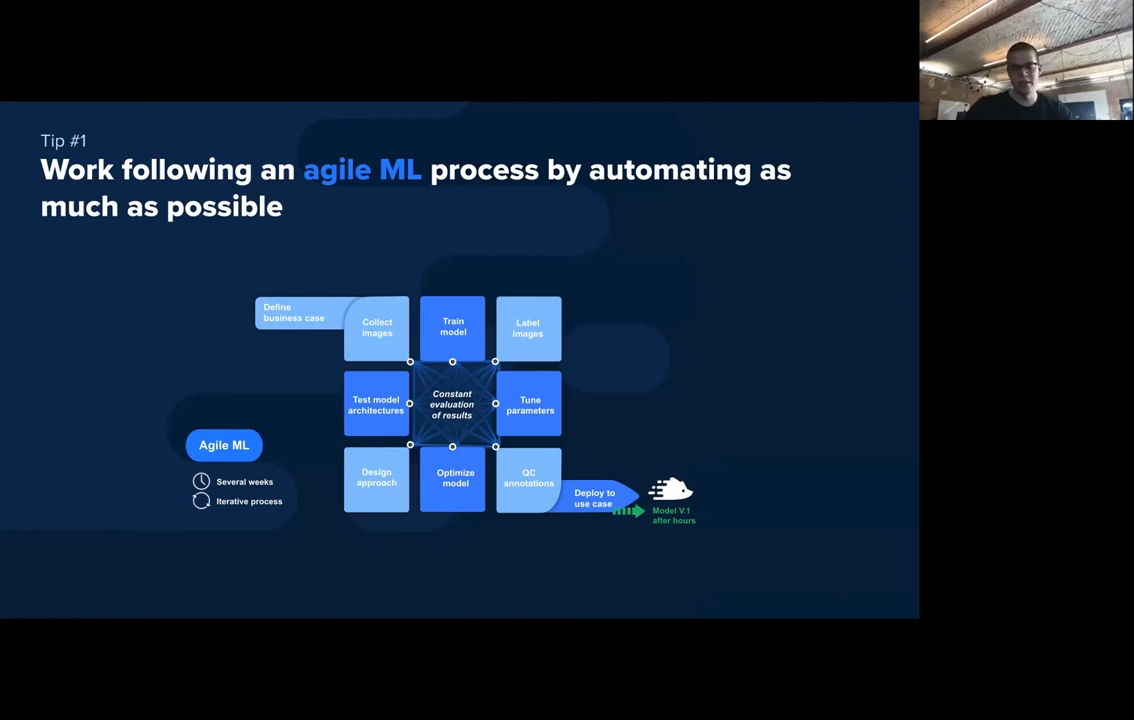 Tip #1
Work following an agile ML process by automating as
much as possible
Define
business case
Collect
images
Train
model
Label
images
Test model
architectures
Constant
evaluation
of results
Tune
parameters
Agile ML
Several weeks
Iterative process
Design
approach
Optimize
model
QC
annotations
Deploy to
use case
Model V.1
after hours